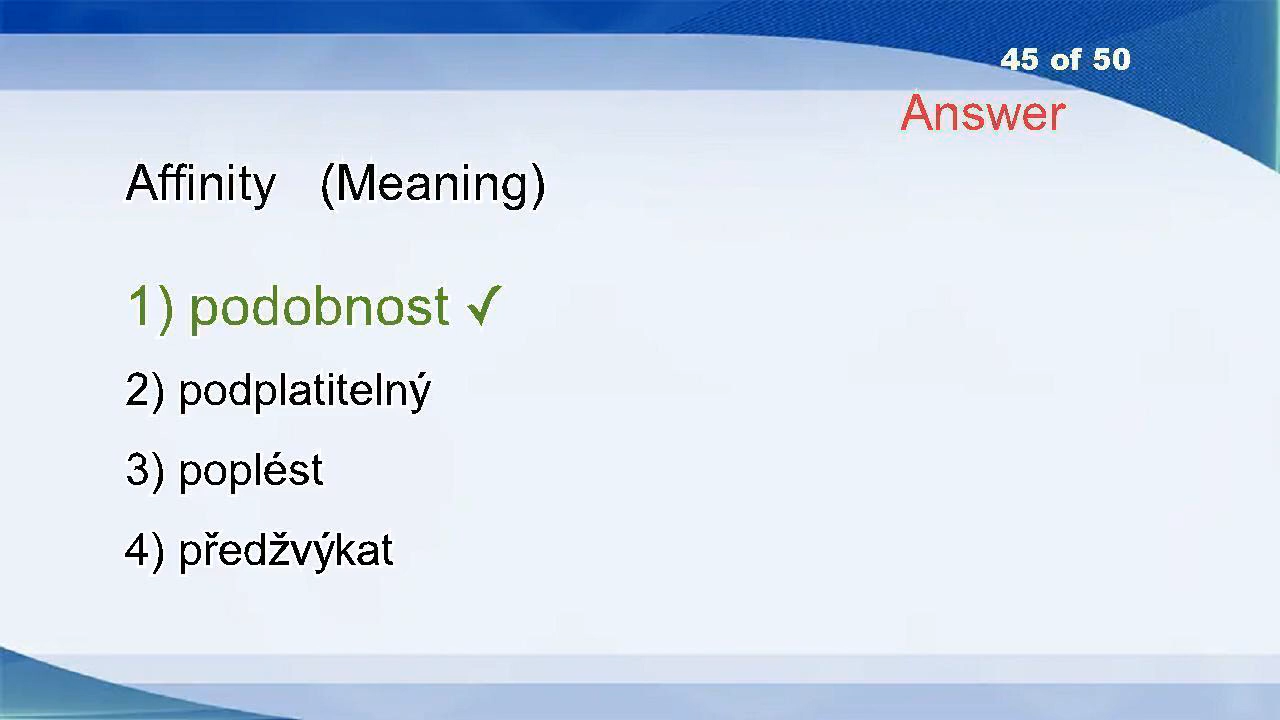 45 of 50
Answer
Affinity (Meaning)
1) podobnost ✓
2) podplatitelný
3) poplést
4) předžvýkat